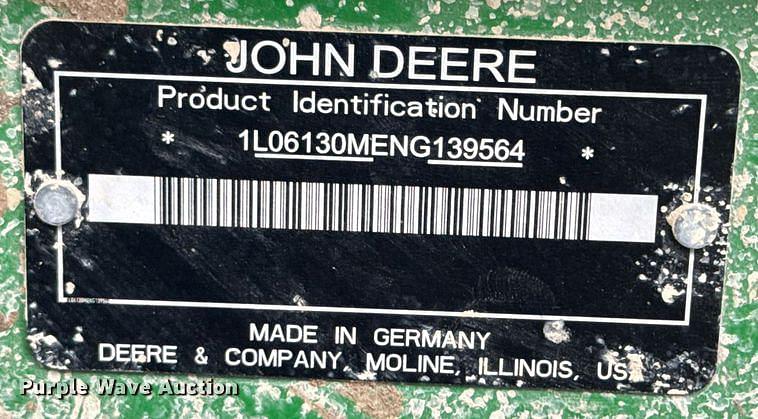 JOHN DEERE
Product Identification Number
* 1L06130MENG139564 *
MADE IN GERMANY
DEERE & COMPANY, MOLINE, ILLINOIS, US
Purple Wave Auction